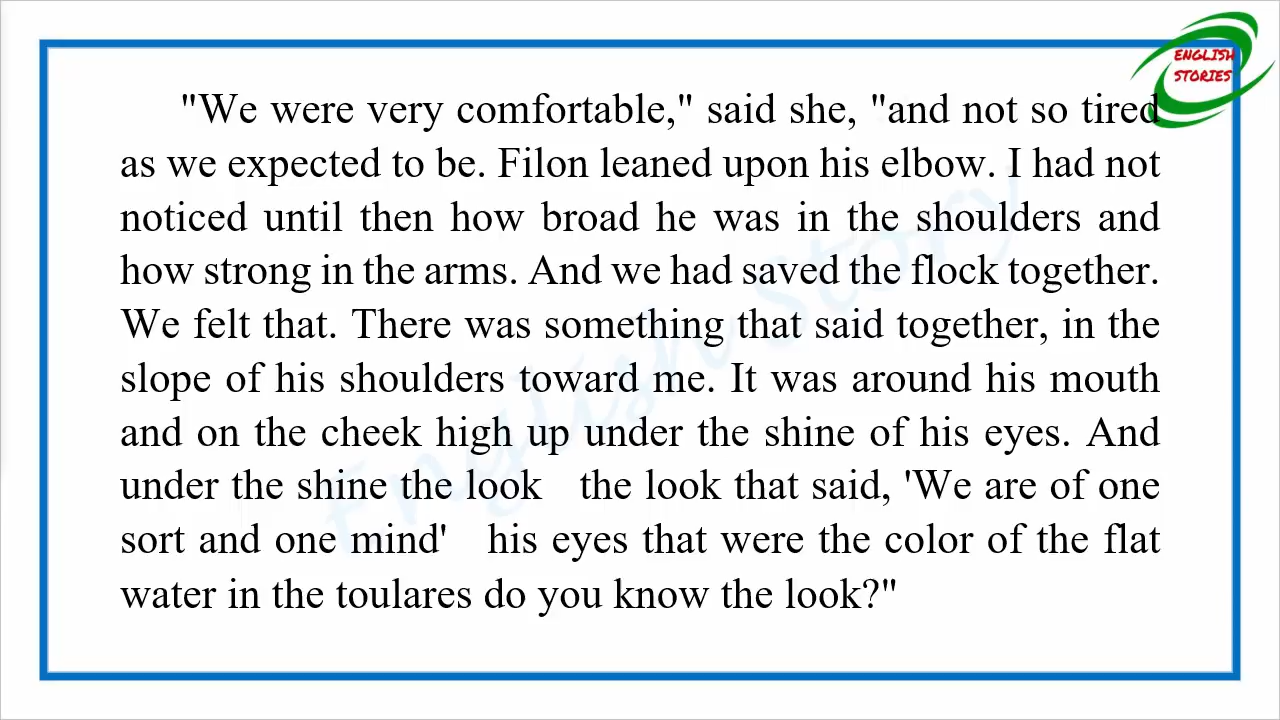 ENGLISH
STORIES
"We were very comfortable," said she, "and not so tired
as we expected to be. Filon leaned upon his elbow. I had not
noticed until then how broad he was in the shoulders and
how strong in the arms. And we had saved the flock together.
We felt that. There was something that said together, in the
slope of his shoulders toward me. It was around his mouth
and on the cheek high up under the shine of his eyes. And
under the shine the look   the look that said, 'We are of one
sort and one mind'   his eyes that were the color of the flat
water in the toulares do you know the look?"
English Story